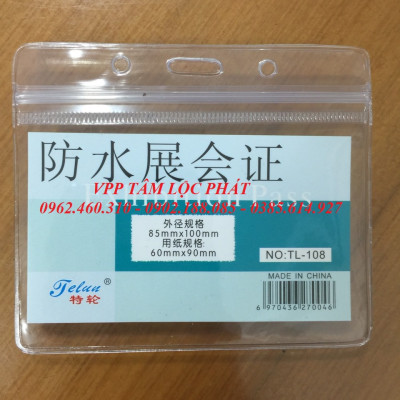 防水展会证
VPP TÂM LỘC PHÁT
0962.460.310 - 0902.188.085 - 0385.614.927
Pass
外径规格
85mmx100mm
用纸规格:
60mmx90mm
NO:TL-108
MADE IN CHINA
Telun®
特轮
6 970436 270046